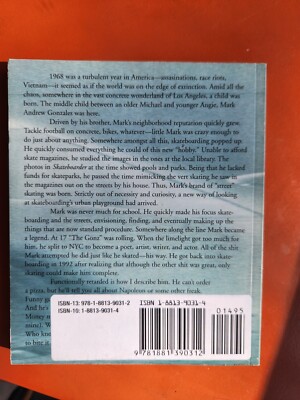 1968 was a turbulent year in America—assasinations, race riots,
Vietnam—it seemed as if the world was on the edge of extinction. Amid all the
chaos, somewhere in the vast concrete wonderland of Los Angeles, a child was
born. The middle child between an older Michael and younger Angie, Mark
Andrew Gonzales was here.
Driven by his brother, Mark's neighborhood reputation quickly grew.
Tackle football on concrete, bikes, whatever—little Mark was crazy enough to
do just about anything. Somewhere amongst all this, skateboarding popped up.
He quickly consumed everything he could of this new "hobby." Unable to afford
skate magazines, he studied the images in the ones at the local library. The
photos in Skateboarder at the time showed pools and parks. Being that he lacked
funds for skateparks, he passed the time mimicking the vert skating he saw in
the magazines out on the streets by his house. Thus, Mark's brand of "street"
skating was born. Strictly out of necessity and curiosity, a new way of looking
at skateboarding's urban playground had arrived.
Mark was never much for school. He quickly made his focus skate-
boarding and the streets, envisioning, finding, and eventually making up the
things that are now standard procedure. Somewhere along the line Mark became
a legend. At 17 "The Gonz" was rolling. When the limelight got too much for
him, he split to NYC to become a poet, artist, writer, and actor. All of the shit
Mark attempted he did just like he skated—his way. He got back into skate-
boarding in 1992 after realizing that although the other shit was great, only
skating could make him complete.
Functionally retarded it how I describe him. He can't order
a pizza, but he'll tell you all about Napoleon or some other freak.
Funny
And he's
Money
mine).
Who kno
to bite
ISBN-13: 978-1-8813-9031-2
ISBN-10: 1-8813-9031-4
ISBN 1-8813-9031-4
01495
9 781881 390312